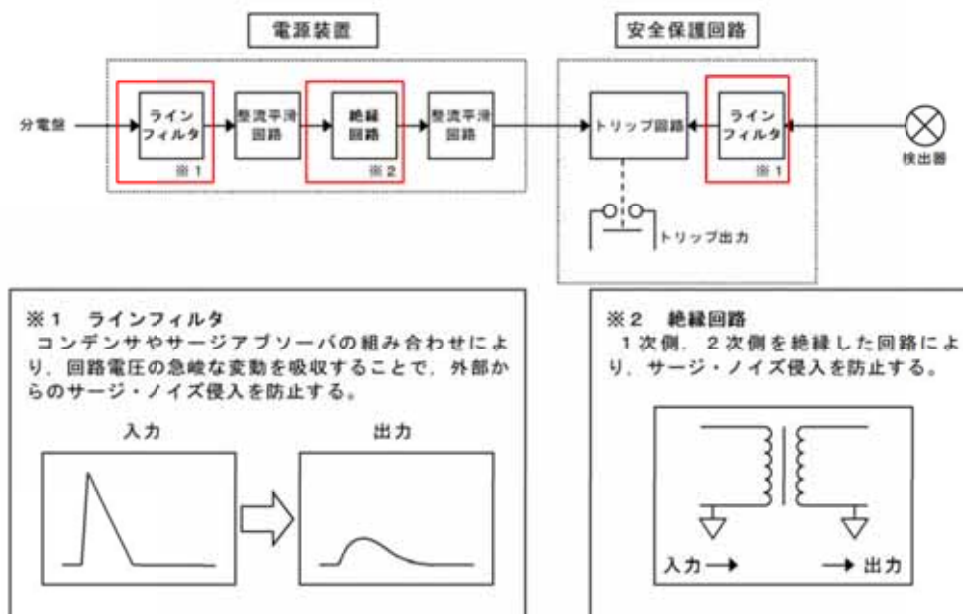 電源装置
安全保護回路
分電盤
ライン
フィルタ
※1
整流平滑
回路
絶縁
回路
※2
整流平滑
回路
トリップ回路
ライン
フィルタ
※1
検出器
トリップ出力
※1 ラインフィルタ
コンデンサやサージアブソーバの組み合わせによ
り，回路電圧の急峻な変動を吸収することで，外部か
らのサージ・ノイズ侵入を防止する。
入力
出力
※2 絶縁回路
1次側，2次側を絶縁した回路によ
り，サージ・ノイズ侵入を防止する。
入力
出力